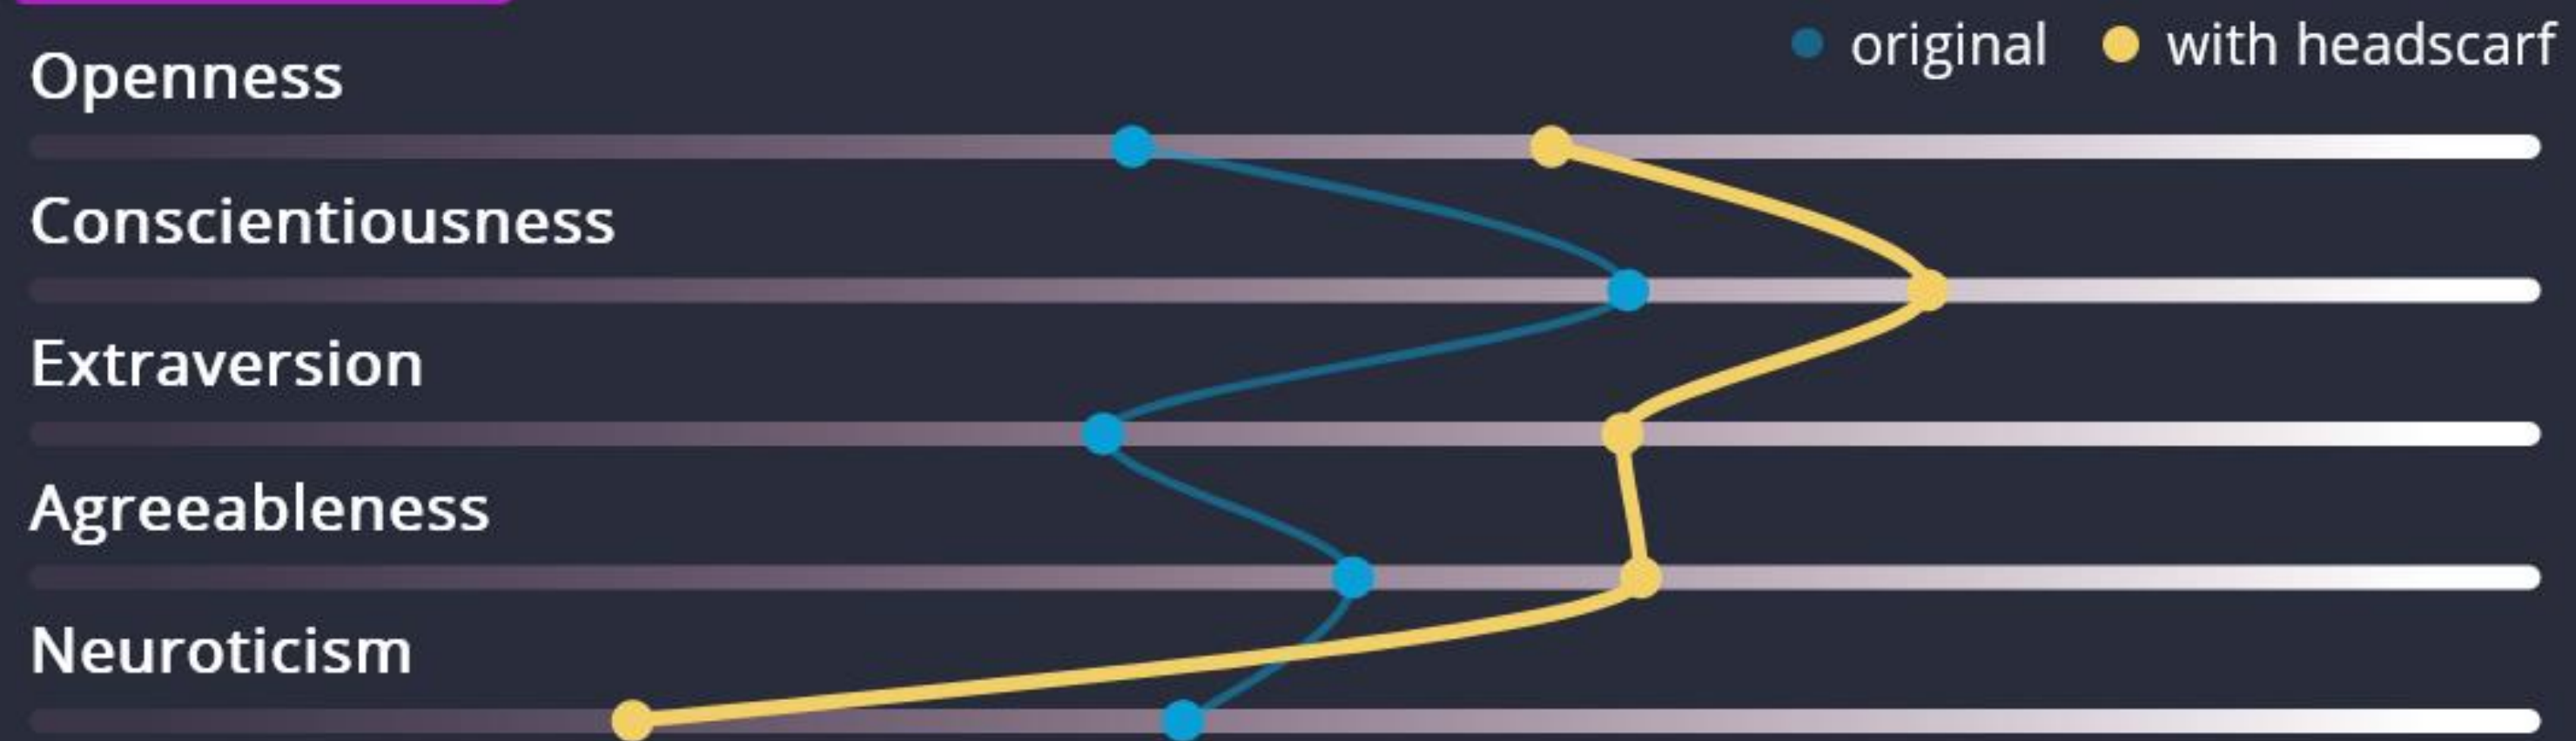 original with headscarf
Openness
Conscientiousness
Extraversion
Agreeableness
Neuroticism